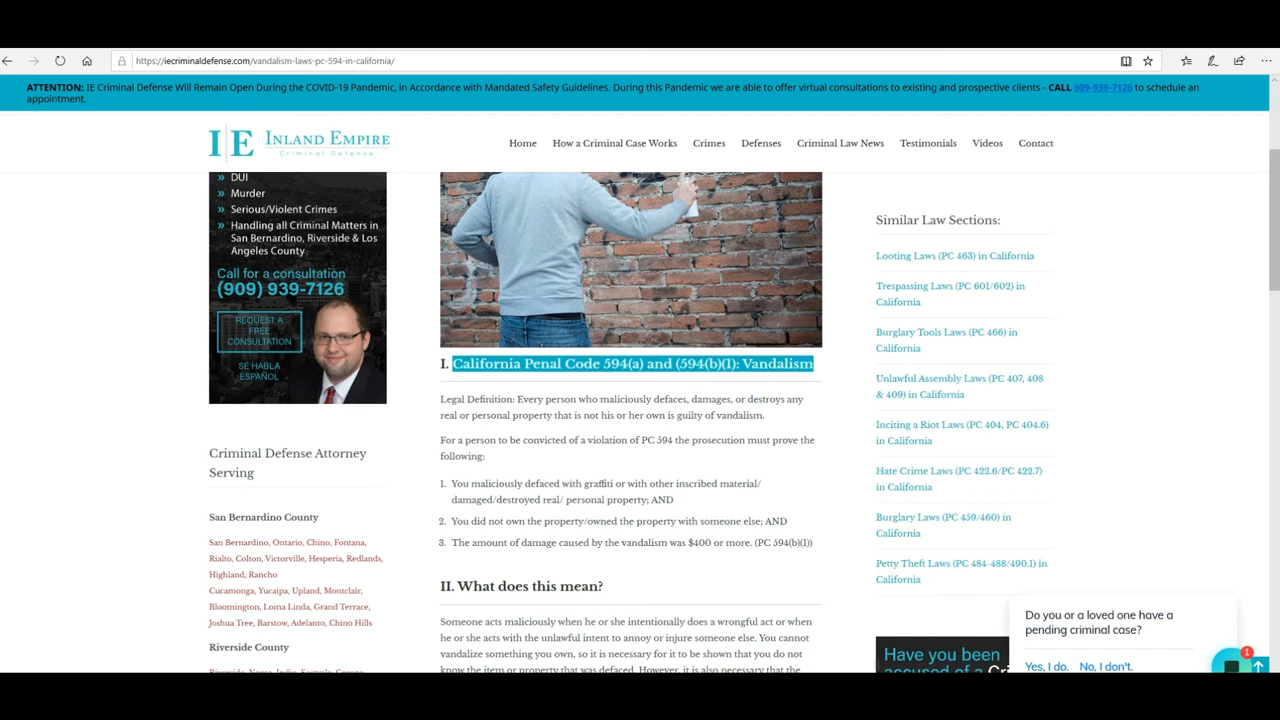 https://iecriminaldefense.com/vandalism-laws-pc-594-in-california/
ATTENTION: IE Criminal Defense Will Remain Open During the COVID-19 Pandemic, in Accordance with Mandated Safety Guidelines. During this Pandemic we are able to offer virtual consultations to existing and prospective clients - CALL 909-939-7126 to schedule an
appointment.
IE INLAND EMPIRE
Criminal Defense
Home How a Criminal Case Works Crimes Defenses Criminal Law News Testimonials Videos Contact
» DUI
» Murder
» Serious/Violent Crimes
» Handling all Criminal Matters in
San Bernardino, Riverside & Los
Angeles County
Call for a consultation
(909) 939-7126
REQUEST A
FREE
CONSULTATION
SE HABLA
ESPAÑOL
Criminal Defense Attorney
Serving
San Bernardino County
San Bernardino, Ontario, Chino, Fontana,
Rialto, Colton, Victorville, Hesperia, Redlands,
Highland, Rancho
Cucamonga, Yucaipa, Upland, Montclair,
Bloomington, Loma Linda, Grand Terrace,
Joshua Tree, Barstow, Adelanto, Chino Hills
Riverside County
I. California Penal Code 594(a) and (594(b)(1): Vandalism
Legal Definition: Every person who maliciously defaces, damages, or destroys any
real or personal property that is not his or her own is guilty of vandalism.
For a person to be convicted of a violation of PC 594 the prosecution must prove the
following:
1. You maliciously defaced with graffiti or with other inscribed material/
damaged/destroyed real/ personal property; AND
2. You did not own the property/owned the property with someone else; AND
3. The amount of damage caused by the vandalism was $400 or more. (PC 594(b)(1))
II. What does this mean?
Someone acts maliciously when he or she intentionally does a wrongful act or when
he or she acts with the unlawful intent to annoy or injure someone else. You cannot
vandalize something you own, so it is necessary for it to be shown that you do not
know the item or property that was defaced. However, it is also necessary that the
Similar Law Sections:
Looting Laws (PC 463) in California
Trespassing Laws (PC 601/602) in
California
Burglary Tools Laws (PC 466) in
California
Unlawful Assembly Laws (PC 407, 408
& 409) in California
Inciting a Riot Laws (PC 404, PC 404.6)
in California
Hate Crime Laws (PC 422.6/PC 422.7)
in California
Burglary Laws (PC 459/460) in
California
Petty Theft Laws (PC 484-488/490.1) in
California
Have you been
accused of a
Do you or a loved one have a
pending criminal case?
Yes, I do. No, I don't.
1